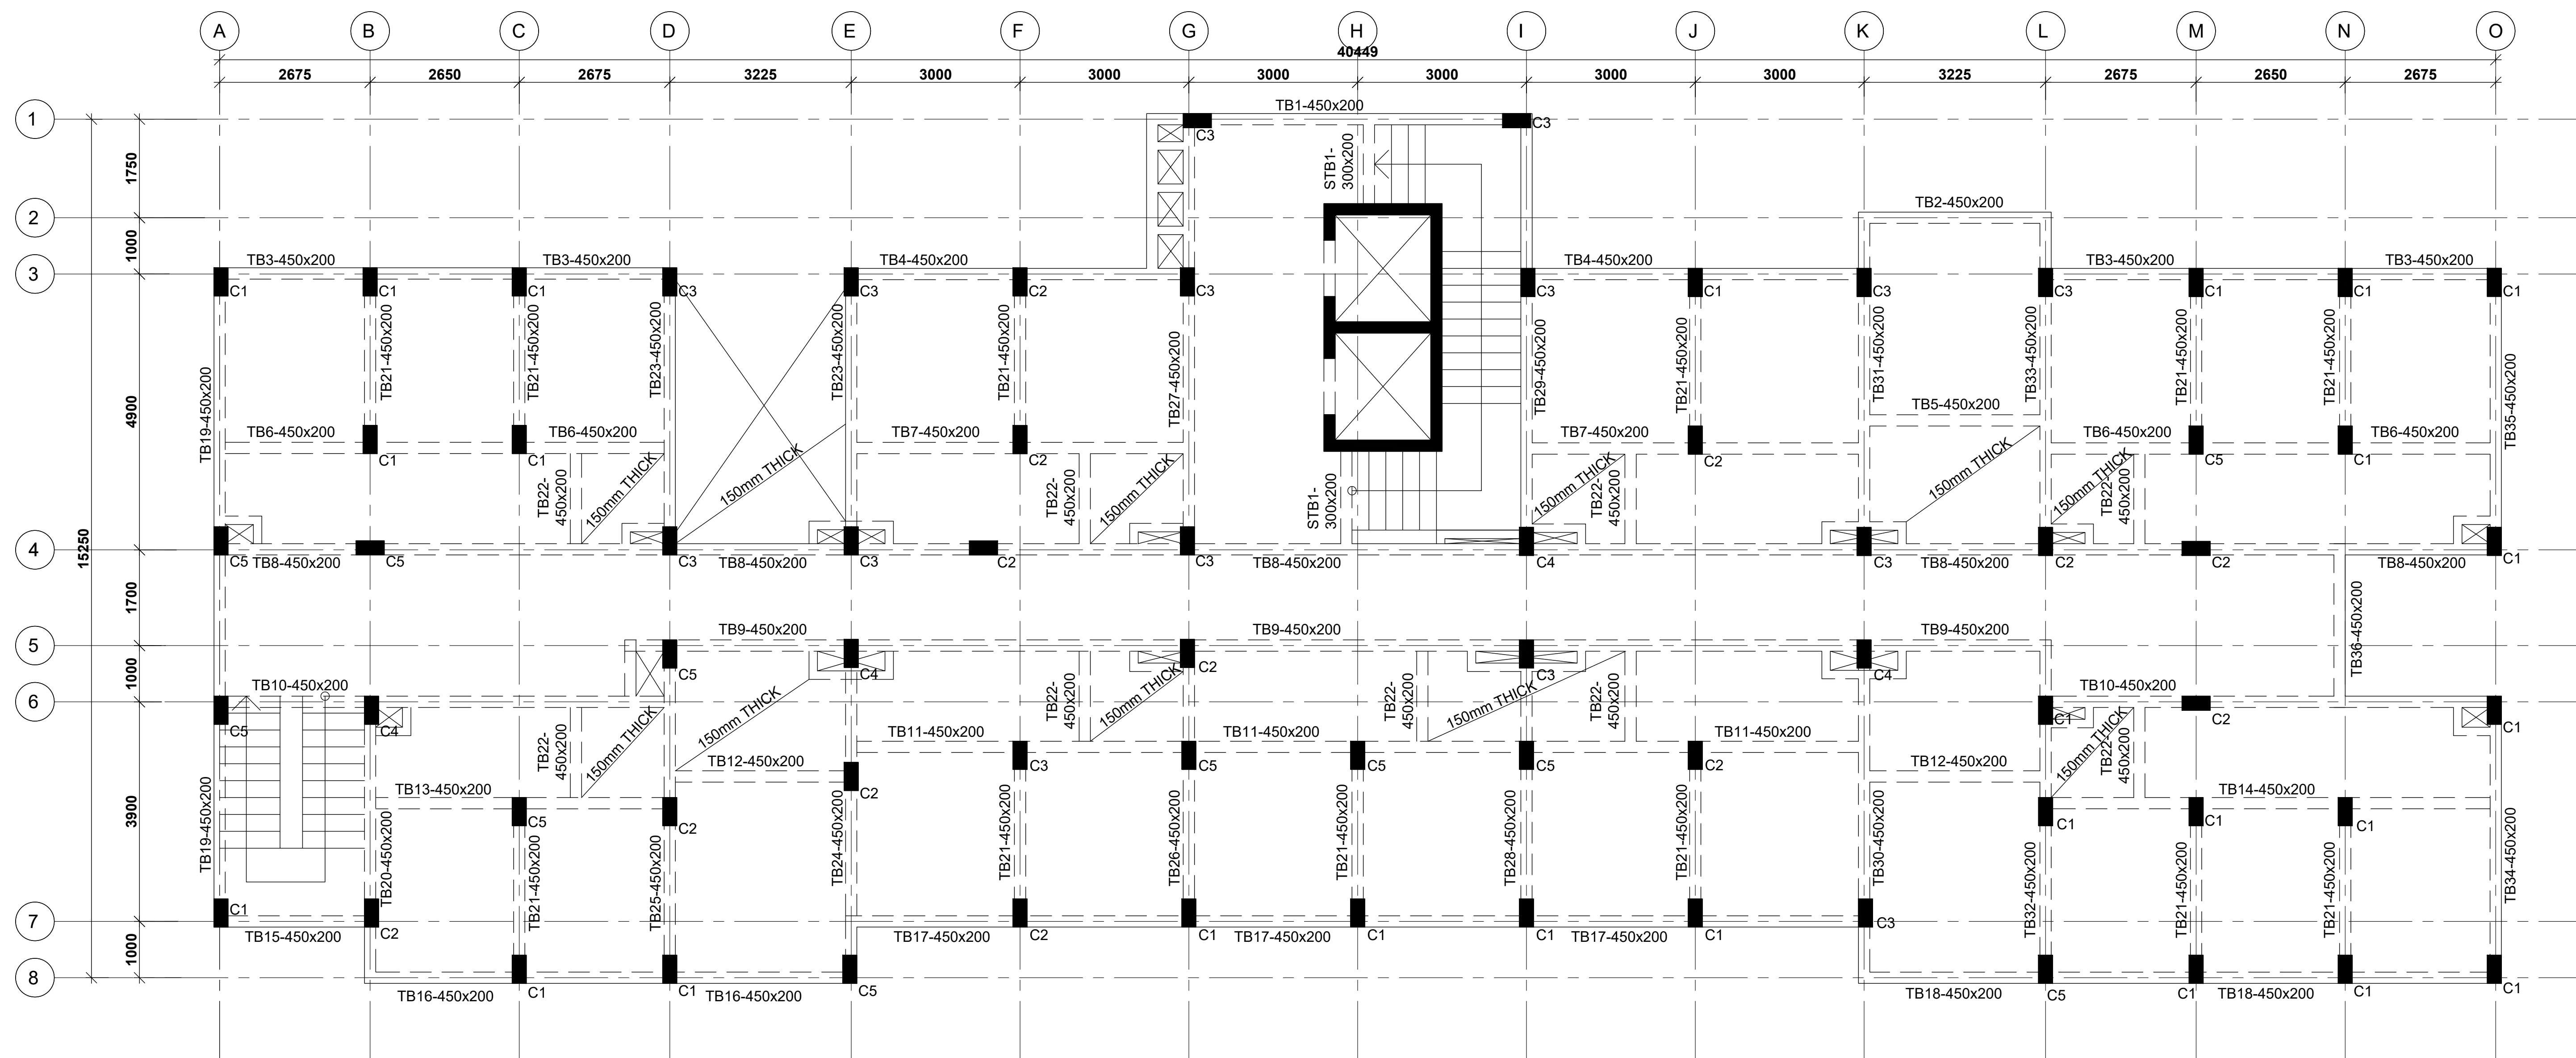 A B C D E F G H I J K L M N O
40449
2675 2650 2675 3225 3000 3000 3000 3000 3000 3000 3225 2675 2650 2675
1
TB1-450x200
C3 C3
1750
STB1-
300x200
2
TB2-450x200
1000
TB3-450x200 TB3-450x200 TB4-450x200 TB4-450x200 TB3-450x200 TB3-450x200
3
C1 C1 C1 C3 C3 C2 C3 C3 C1 C3 C3 C1 C1 C1
TB19-450x200 TB21-450x200 TB21-450x200 TB23-450x200 TB23-450x200 TB21-450x200 TB27-450x200 TB29-450x200 TB21-450x200 TB31-450x200 TB33-450x200 TB21-450x200 TB21-450x200 TB35-450x200
4900
TB5-450x200
TB6-450x200 TB6-450x200 TB7-450x200 TB7-450x200 TB6-450x200 TB6-450x200
C1 C1 C2 C2 C5 C1
TB22-
450x200
150mm THICK
150mm THICK
TB22-
450x200
150mm THICK
STB1-
300x200
150mm THICK
TB22-
450x200
150mm THICK
150mm THICK
TB22-
450x200
4
C5 C5 C3 C3 C2 C3 C4 C3 C2 C2 C1
TB8-450x200 TB8-450x200 TB8-450x200 TB8-450x200 TB8-450x200
15250
1700
TB36-450x200
5
TB9-450x200 TB9-450x200 TB9-450x200
C5 C4 C2 C3 C4
1000
TB10-450x200 TB10-450x200
6
C5 C4 C1 C2 C1
TB22-
450x200
150mm THICK
150mm THICK
TB22-
450x200
150mm THICK
TB22-
450x200
150mm THICK
TB22-
450x200
150mm THICK
TB22-
450x200
TB11-450x200 TB11-450x200 TB11-450x200
C3 C5 C5 C5 C2
TB12-450x200 TB12-450x200
C2
TB13-450x200 TB14-450x200
C5 C2 C1 C1 C1
3900
TB19-450x200 TB20-450x200 TB21-450x200 TB25-450x200 TB24-450x200 TB21-450x200 TB26-450x200 TB21-450x200 TB28-450x200 TB21-450x200 TB30-450x200 TB32-450x200 TB21-450x200 TB21-450x200 TB34-450x200
7
C1 C2 C2 C1 C1 C1 C1 C3
TB15-450x200 TB17-450x200 TB17-450x200 TB17-450x200
1000
8
C1 C1 C5 C5 C1 C1 C1
TB16-450x200 TB16-450x200 TB18-450x200 TB18-450x200